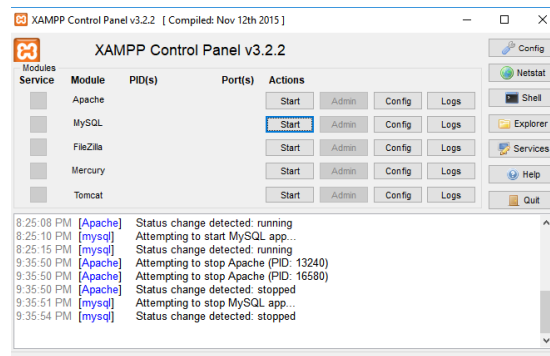 XAMPP Control Panel v3.2.2 [ Compiled: Nov 12th 2015 ]
XAMPP Control Panel v3.2.2
Config
Modules
Service Module PID(s) Port(s) Actions
Netstat
Apache Start Admin Config Logs
Shell
MySQL Start Admin Config Logs
Explorer
FileZilla Start Admin Config Logs
Services
Mercury Start Admin Config Logs
Help
Tomcat Start Admin Config Logs
Quit
8:25:08 PM [Apache] Status change detected: running
8:25:10 PM [mysql] Attempting to start MySQL app...
8:25:15 PM [mysql] Status change detected: running
9:35:50 PM [Apache] Attempting to stop Apache (PID: 13240)
9:35:50 PM [Apache] Attempting to stop Apache (PID: 16580)
9:35:50 PM [Apache] Status change detected: stopped
9:35:51 PM [mysql] Attempting to stop MySQL app...
9:35:54 PM [mysql] Status change detected: stopped